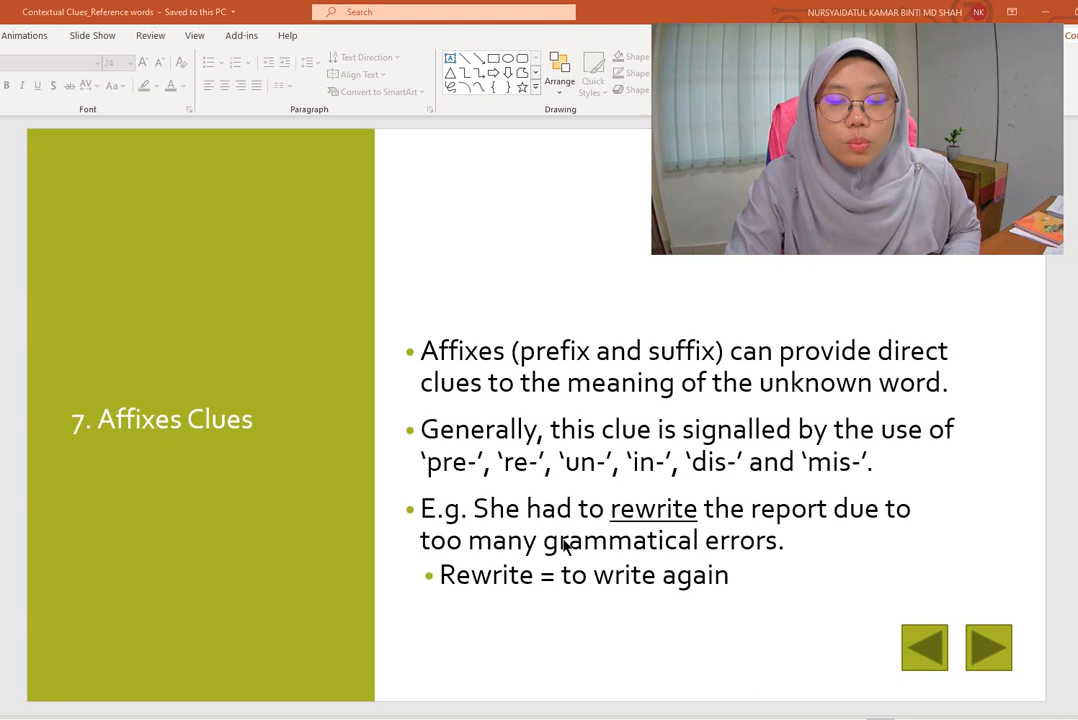 Contextual Clues_Reference words - Saved to this PC
Search
NURSYAIDATUL KAMAR BINTI MD SHAH
NK
Animations
Slide Show
Review
View
Add-ins
Help
24
Text Direction
Align Text
Convert to SmartArt
Arrange
Quick
Styles
Shape
Shape
Shape
Font
Paragraph
Drawing
7. Affixes Clues
• Affixes (prefix and suffix) can provide direct
clues to the meaning of the unknown word.
• Generally, this clue is signalled by the use of
‘pre-’, ‘re-’, ‘un-’, ‘in-’, ‘dis-’ and ‘mis-’.
• E.g. She had to rewrite the report due to
too many grammatical errors.
• Rewrite = to write again